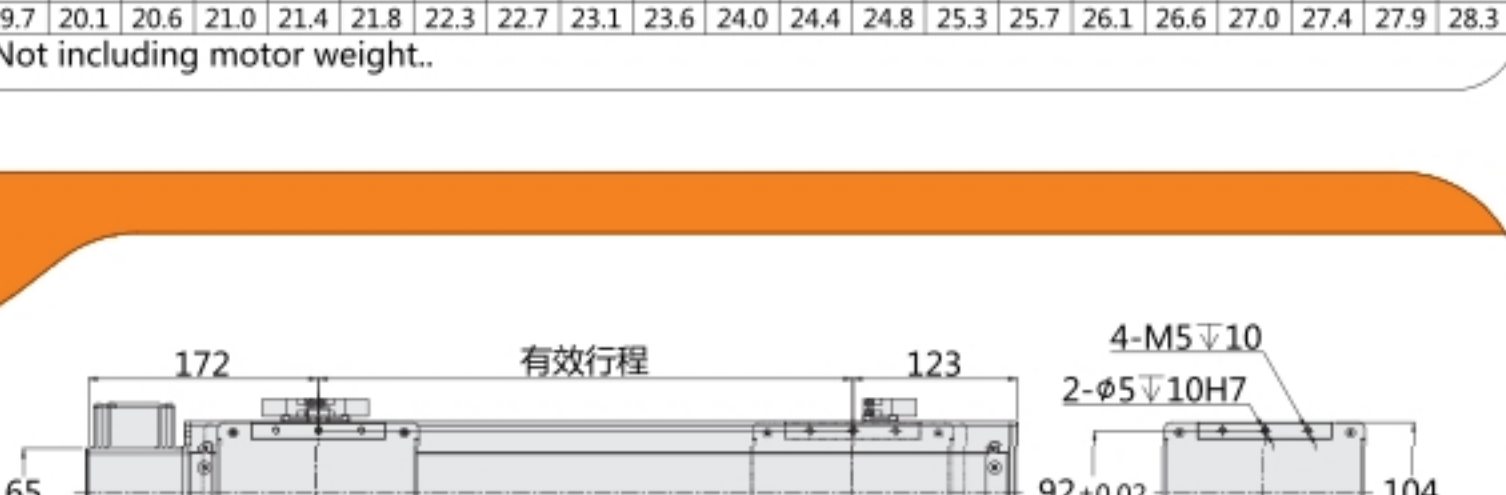 9.7 20.1 20.6 21.0 21.4 21.8 22.3 22.7 23.1 23.6 24.0 24.4 24.8 25.3 25.7 26.1 26.6 27.0 27.4 27.9 28.3
Not including motor weight..
4-M5↧10
172 有效行程 123
2-φ5↧10H7
65 92±0.02 104